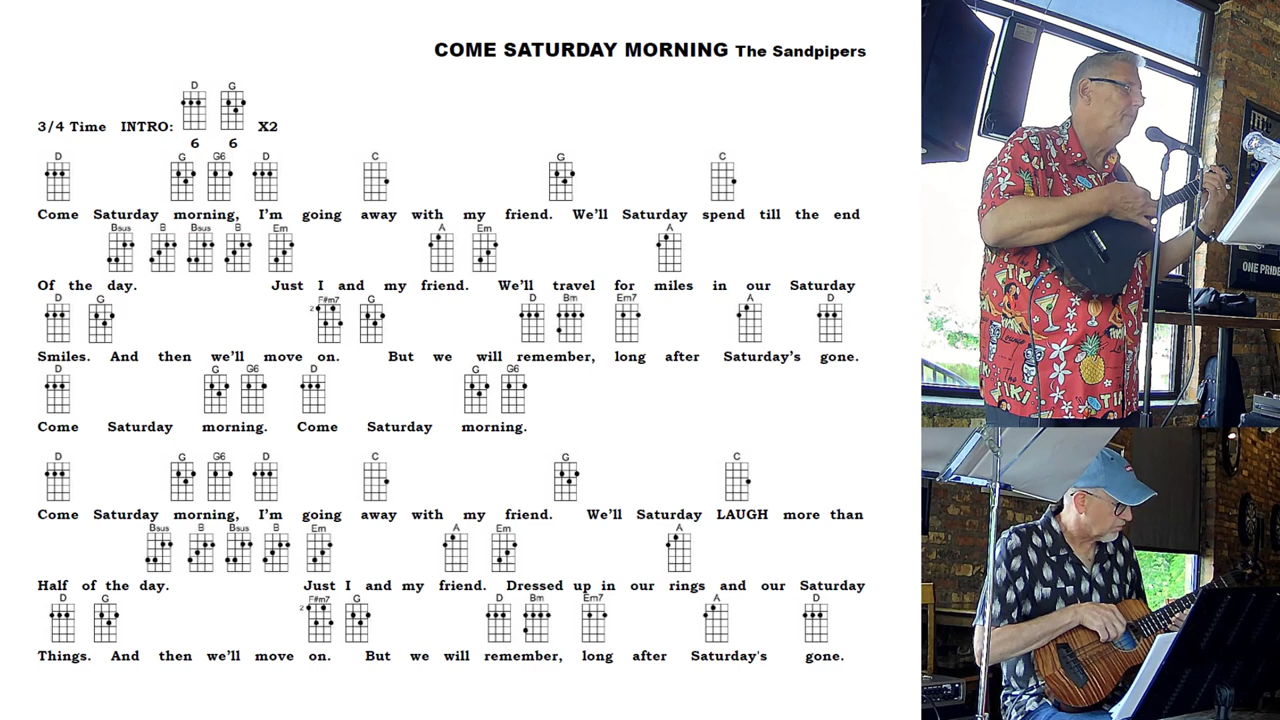 COME SATURDAY MORNING The Sandpipers
D G
3/4 Time INTRO: X2
6 6
D G G6 D C G C
Come Saturday morning, I'm going away with my friend. We'll Saturday spend till the end
Bsus B Bsus B Em A Em A
Of the day. Just I and my friend. We'll travel for miles in our Saturday
D G F#m7 G D Bm Em7 A D
2
Smiles. And then we'll move on. But we will remember, long after Saturday's gone.
D G G6 D G G6
Come Saturday morning. Come Saturday morning.
D G G6 D C G C
Come Saturday morning, I'm going away with my friend. We'll Saturday LAUGH more than
Bsus B Bsus B Em A Em A
Half of the day. Just I and my friend. Dressed up in our rings and our Saturday
D G F#m7 G D Bm Em7 A D
2
Things. And then we'll move on. But we will remember, long after Saturday's gone.
TIKI
ONE PRIDE
TIKI